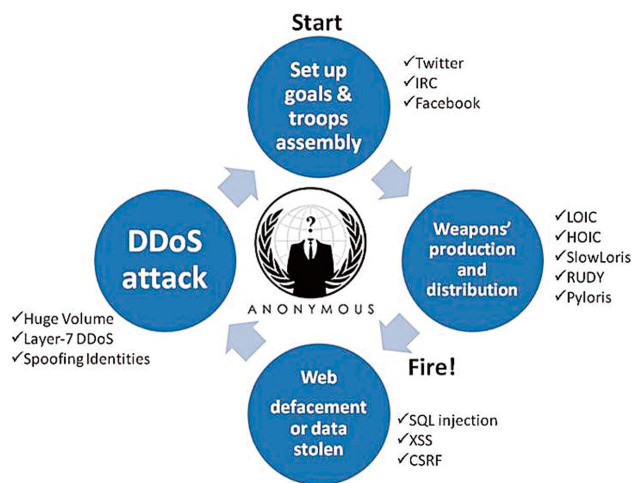 Start
Set up
goals &
troops
assembly
✓Twitter
✓IRC
✓Facebook
Weapons'
production
and
distribution
✓LOIC
✓HOIC
✓SlowLoris
✓RUDY
✓Pyloris
Fire!
Web
defacement
or data
stolen
✓SQL injection
✓XSS
✓CSRF
DDoS
attack
✓Huge Volume
✓Layer-7 DDoS
✓Spoofing Identities
?
ANONYMOUS